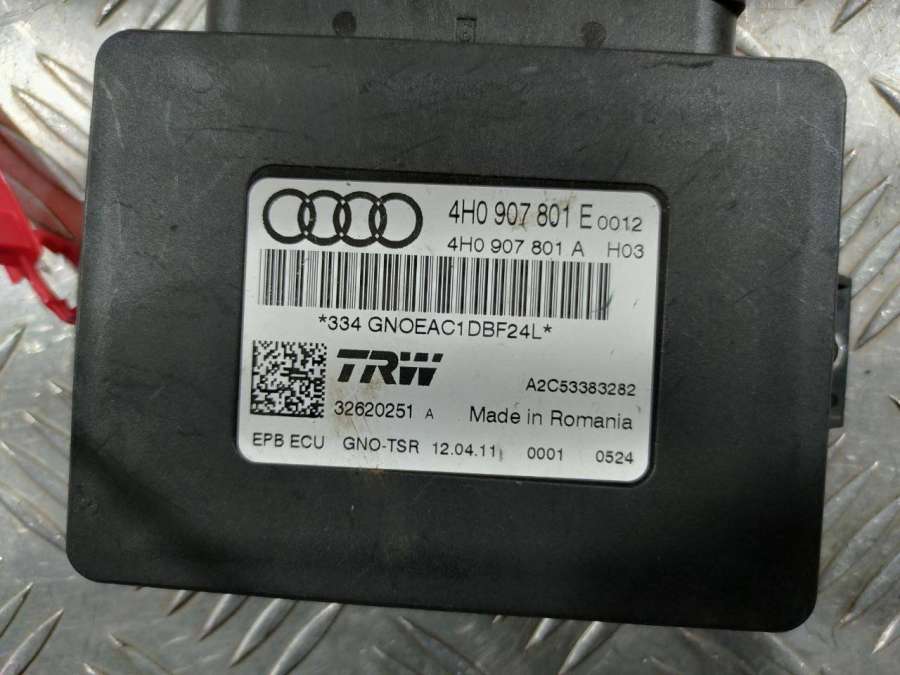 4H0 907 801 E 0012
4H0 907 801 A H03
*334 GNOEAC1DBF24L*
TRW
A2C53383282
32620251 A Made in Romania
EPB ECU GNO-TSR 12.04.11 0001 0524